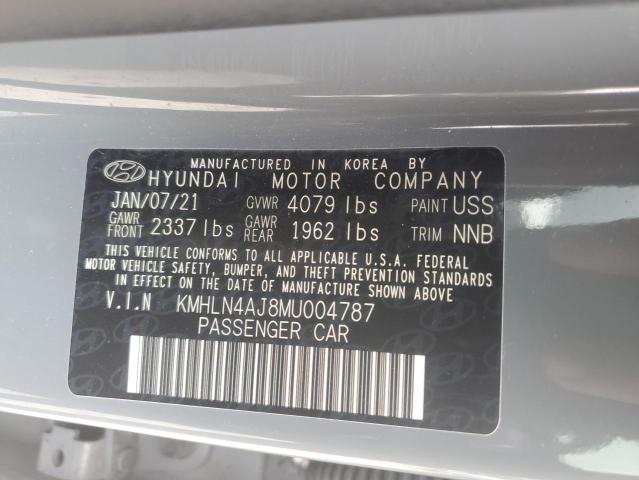 MANUFACTURED IN KOREA BY
HYUNDAI MOTOR COMPANY
JAN/07/21 GVWR 4079 lbs PAINT USS
GAWR FRONT 2337 lbs GAWR REAR 1962 lbs TRIM NNB
THIS VEHICLE CONFORMS TO ALL APPLICABLE U.S.A. FEDERAL
MOTOR VEHICLE SAFETY, BUMPER, AND THEFT PREVENTION STANDARDS
IN EFFECT ON THE DATE OF MANUFACTURE SHOWN ABOVE
V.I.N KMHLN4AJ8MU004787
PASSENGER CAR